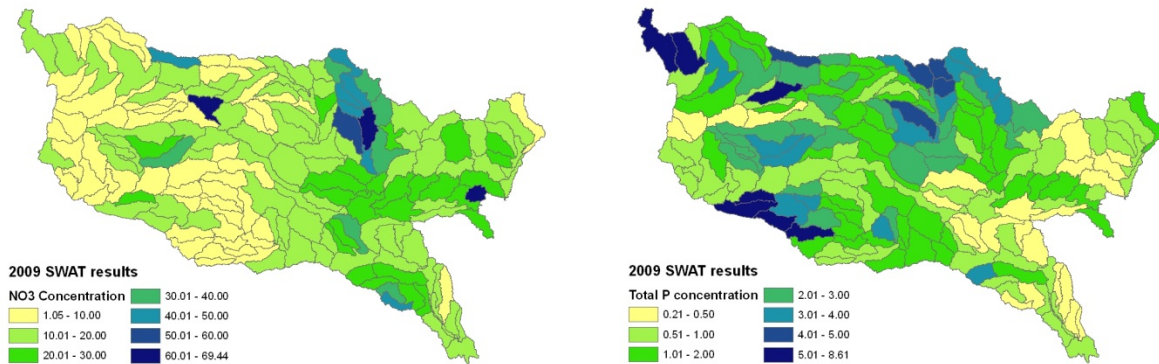 2009 SWAT results
NO3 Concentration
1.05 - 10.00
10.01 - 20.00
20.01 - 30.00
30.01 - 40.00
40.01 - 50.00
50.01 - 60.00
60.01 - 69.44
2009 SWAT results
Total P concentration
0.21 - 0.50
0.51 - 1.00
1.01 - 2.00
2.01 - 3.00
3.01 - 4.00
4.01 - 5.00
5.01 - 8.61